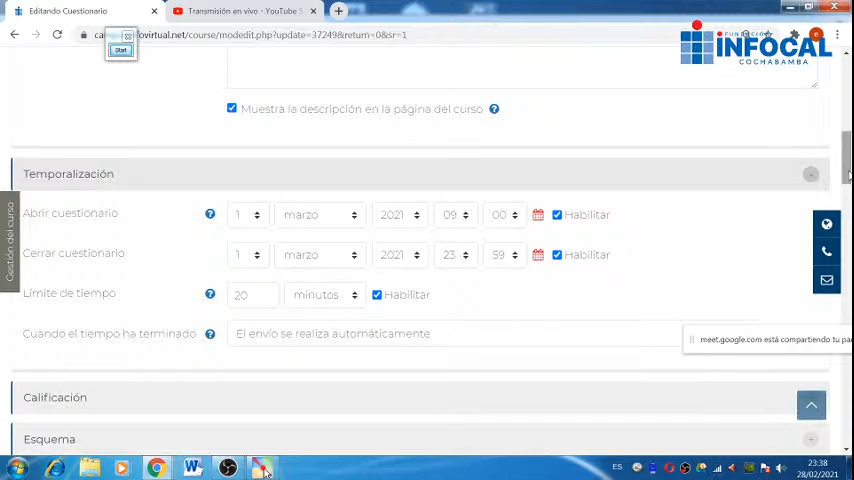 Editando Cuestionario
Transmisión en vivo - YouTube S
Start
ovirtual.net/course/modedit.php?update=37249&return=0&sr=1
FUNDACIÓN
INFOCAL
COCHABAMBA
Muestra la descripción en la página del curso
Temporalización
Abrir cuestionario 1 marzo 2021 09 00 Habilitar
Cerrar cuestionario 1 marzo 2021 23 59 Habilitar
Límite de tiempo 20 minutos Habilitar
Cuando el tiempo ha terminado El envío se realiza automáticamente
Gestión del curso
meet.google.com está compartiendo tu pa
Calificación
Esquema
ES
23:38
28/02/2021